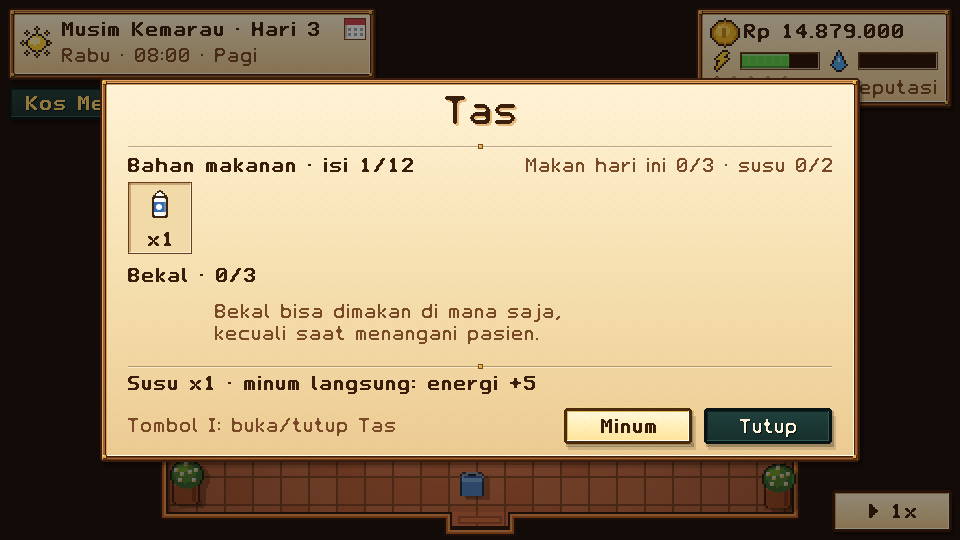 Musim Kemarau · Hari 3
Rabu · 08:00 · Pagi
Rp 14.879.000
eputasi
Kos Me
Tas
Bahan makanan · isi 1/12
Makan hari ini 0/3 · susu 0/2
x1
Bekal · 0/3
Bekal bisa dimakan di mana saja,
kecuali saat menangani pasien.
Susu x1 · minum langsung: energi +5
Tombol I: buka/tutup Tas
Minum
Tutup
1x